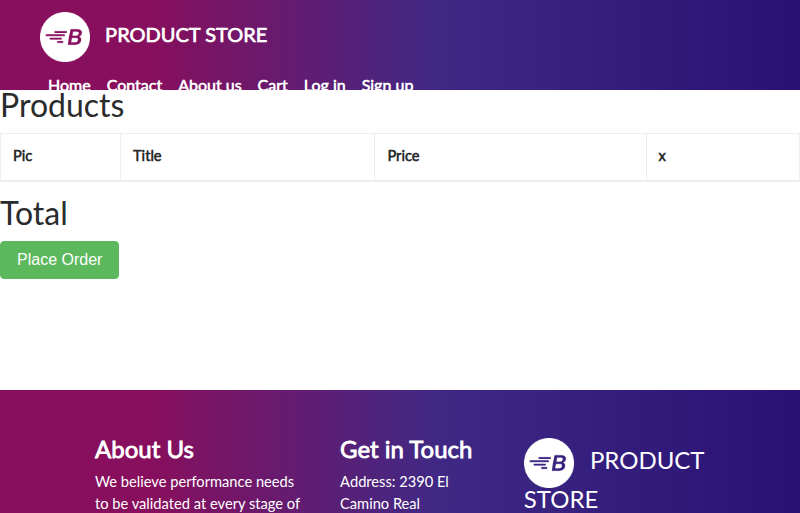 B PRODUCT STORE
Home Contact About us Cart Log in Sign up
Products
Pic Title Price x
Total
Place Order
About Us
We believe performance needs
to be validated at every stage of
Get in Touch
Address: 2390 El
Camino Real
B PRODUCT
STORE